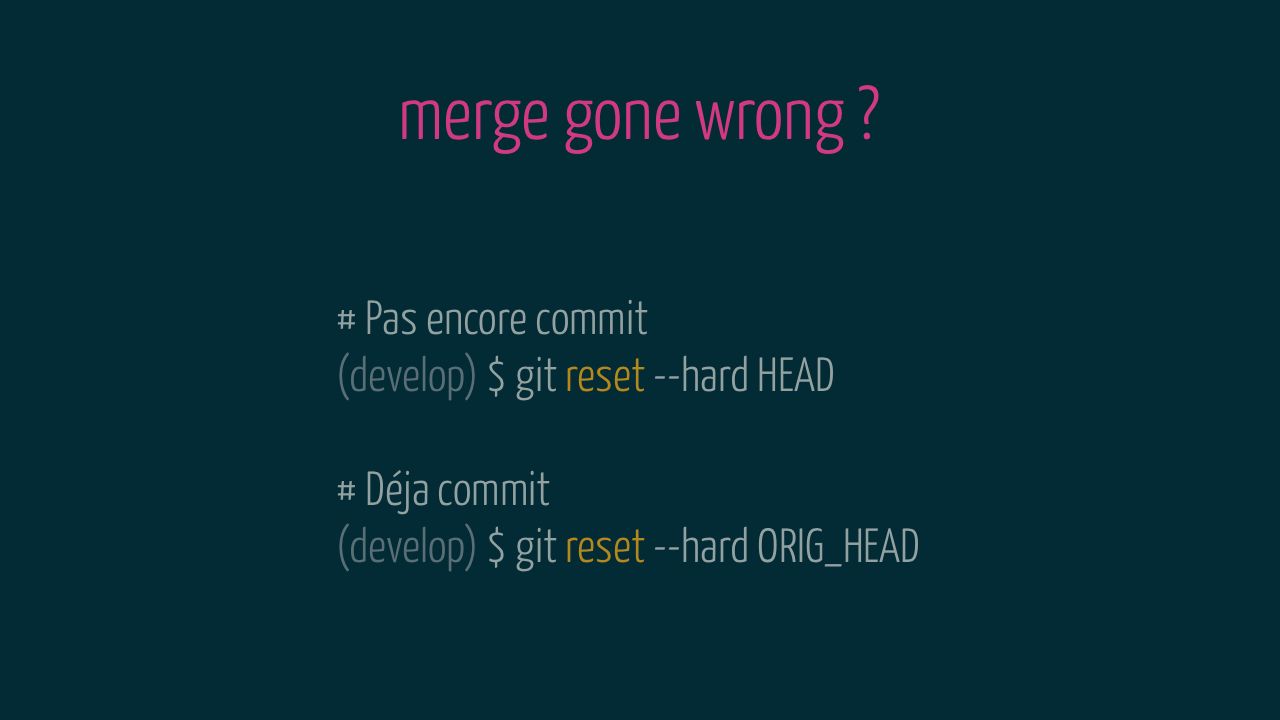 merge gone wrong ?
# Pas encore commit
(develop) $ git reset --hard HEAD
# Déja commit
(develop) $ git reset --hard ORIG_HEAD